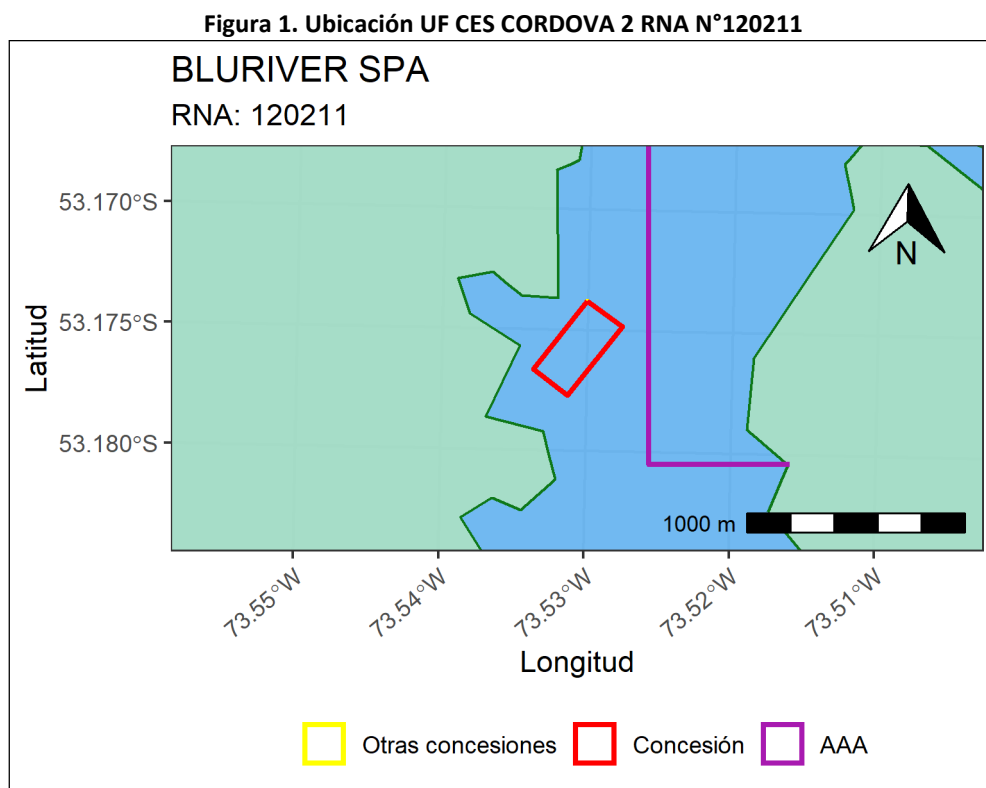 Figura 1. Ubicación UF CES CORDOVA 2 RNA N°120211
BLURIVER SPA
RNA: 120211
53.170°S
53.175°S
53.180°S
Latitud
N
1000 m
73.55°W
73.54°W
73.53°W
73.52°W
73.51°W
Longitud
Otras concesiones
Concesión
AAA